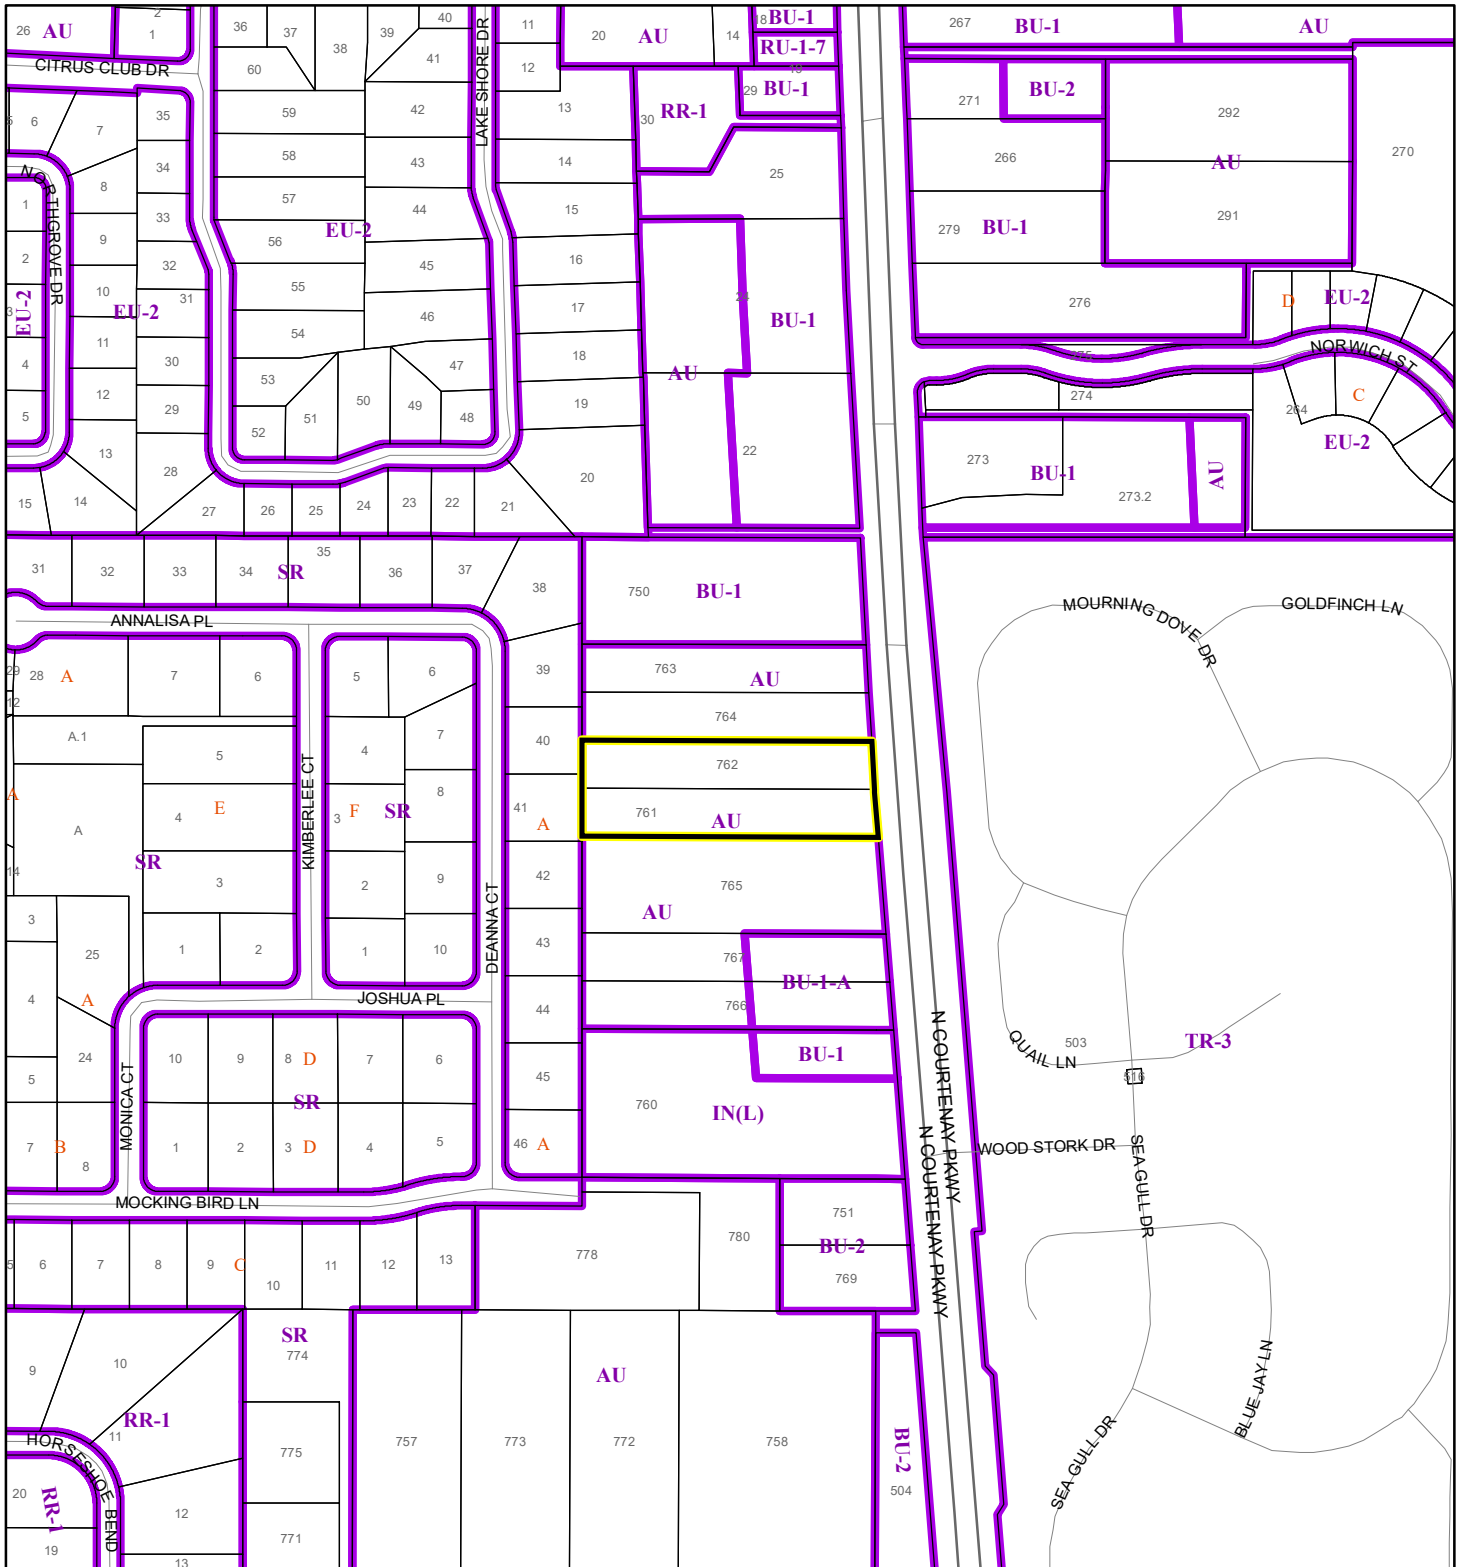 26
AU
2
1
36
37
38
39
40
41
60
LAKE SHORE DR
11
12
20
AU
14
18
BU-1
RU-1-7
29
BU-1
267
BU-1
AU
CITRUS CLUB DR
6
7
35
34
8
59
58
57
56
42
43
44
EU-2
13
14
15
30
RR-1
25
271
BU-2
292
AU
291
270
266
279
BU-1
276
NORTHGROVE DR
1
2
3
EU-2
4
5
9
10
EU-2
11
12
13
33
32
31
30
29
28
55
54
53
52
51
50
49
48
47
46
45
16
17
18
19
20
AU
24
BU-1
22
D
EU-2
NORWICH ST
275
274
264
C
EU-2
273
BU-1
273.2
AU
15
14
27
26
25
24
23
22
21
31
32
33
34
SR
35
36
37
38
750
BU-1
ANNALISA PL
MOURNING DOVE DR
GOLDFINCH LN
29
28
A
7
6
5
6
39
763
AU
12
A.1
5
4
7
40
764
762
KIMBERLEE CT
A
A
4
E
3
F
SR
8
41
A
761
AU
SR
14
3
2
9
42
765
3
25
1
2
1
10
DEANNA CT
43
AU
767
BU-1-A
4
A
JOSHUA PL
44
766
N COURTENAY PKWY
24
10
9
8
D
7
6
BU-1
QUAIL LN
503
TR-3
516
5
MONICA CT
SR
45
760
IN(L)
7
B
8
1
2
3
D
4
5
46
A
N COURTENAY PKWY
WOOD STORK DR
SEA GULL DR
MOCKING BIRD LN
5
6
7
8
9
C
10
11
12
13
778
780
751
BU-2
769
9
10
SR
774
AU
RR-1
11
HORSESHOE BEND
775
757
773
772
758
BU-2
504
BLUE JAY LN
SEA GULL DR
20
RR-1
19
12
13
771